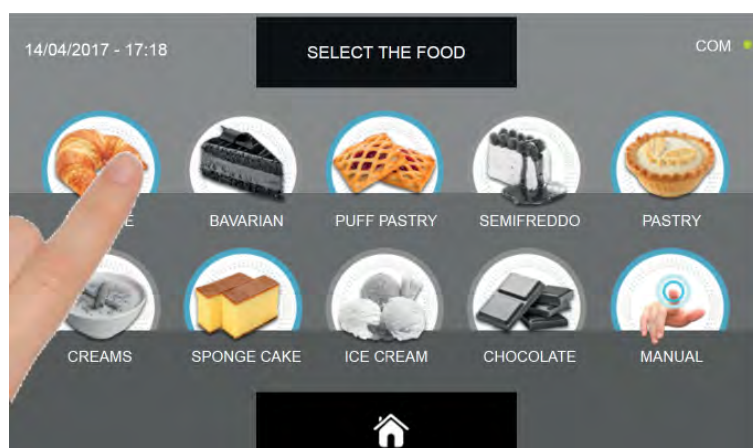 14/04/2017 - 17:18
SELECT THE FOOD
COM
BAVARIAN
PUFF PASTRY
SEMIFREDDO
PASTRY
CREAMS
SPONGE CAKE
ICE CREAM
CHOCOLATE
MANUAL